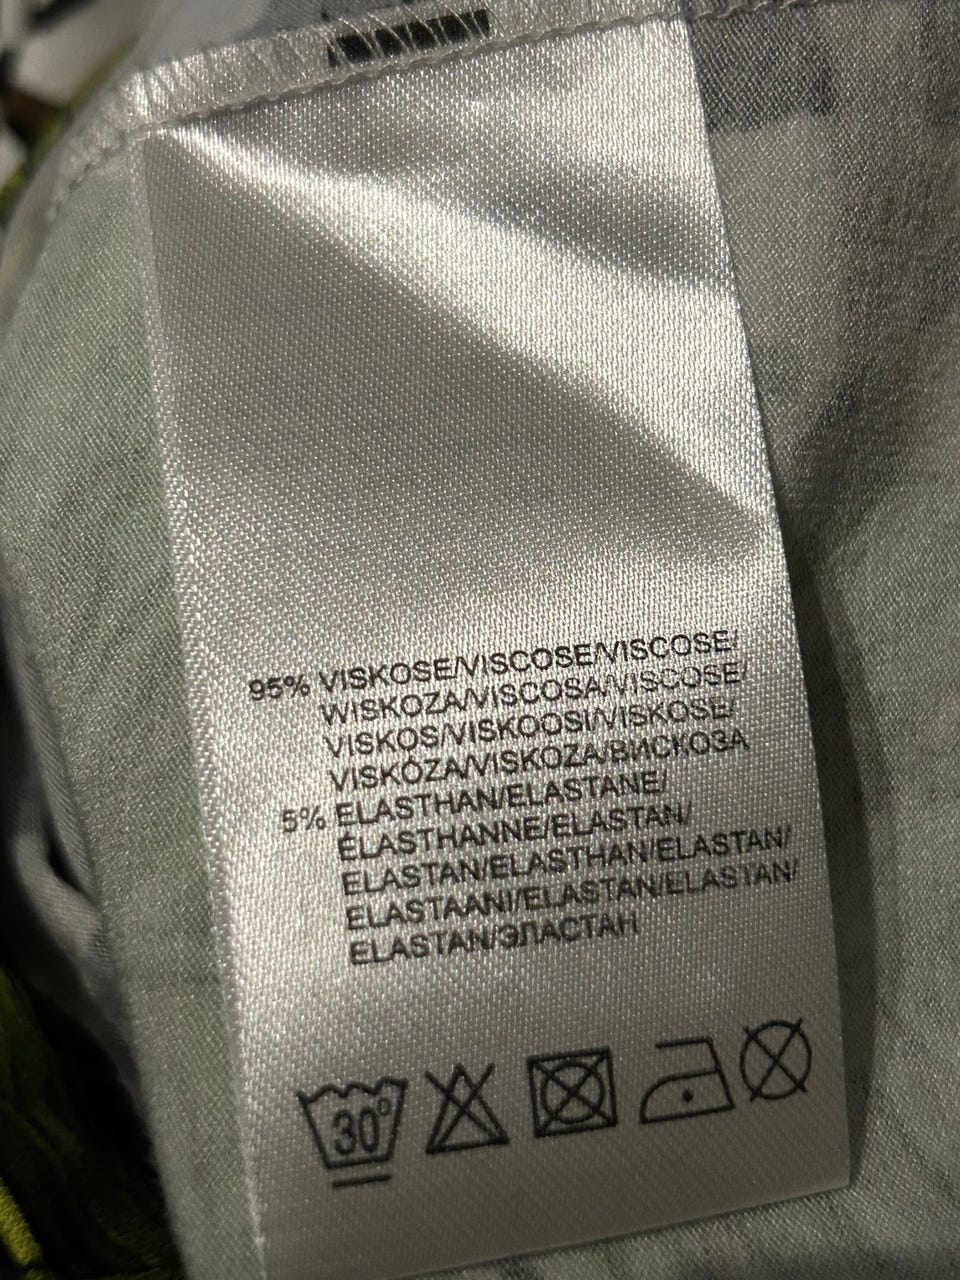 95% VISKOSE/VISCOSE/VISCOSE/
WISKOZA/VISCOSA/VISCOSE/
VISKOS/VISKOOSI/VISKOSE/
VISKÓZA/VISKOZA/ВИСКОЗА
5% ELASTHAN/ELASTANE/
ELASTHANNE/ELASTAN/
ELASTAN/ELASTHAN/ELASTAN/
ELASTAANI/ELASTAN/ELASTAN/
ELASTAN/ЭЛАСТАН
30°